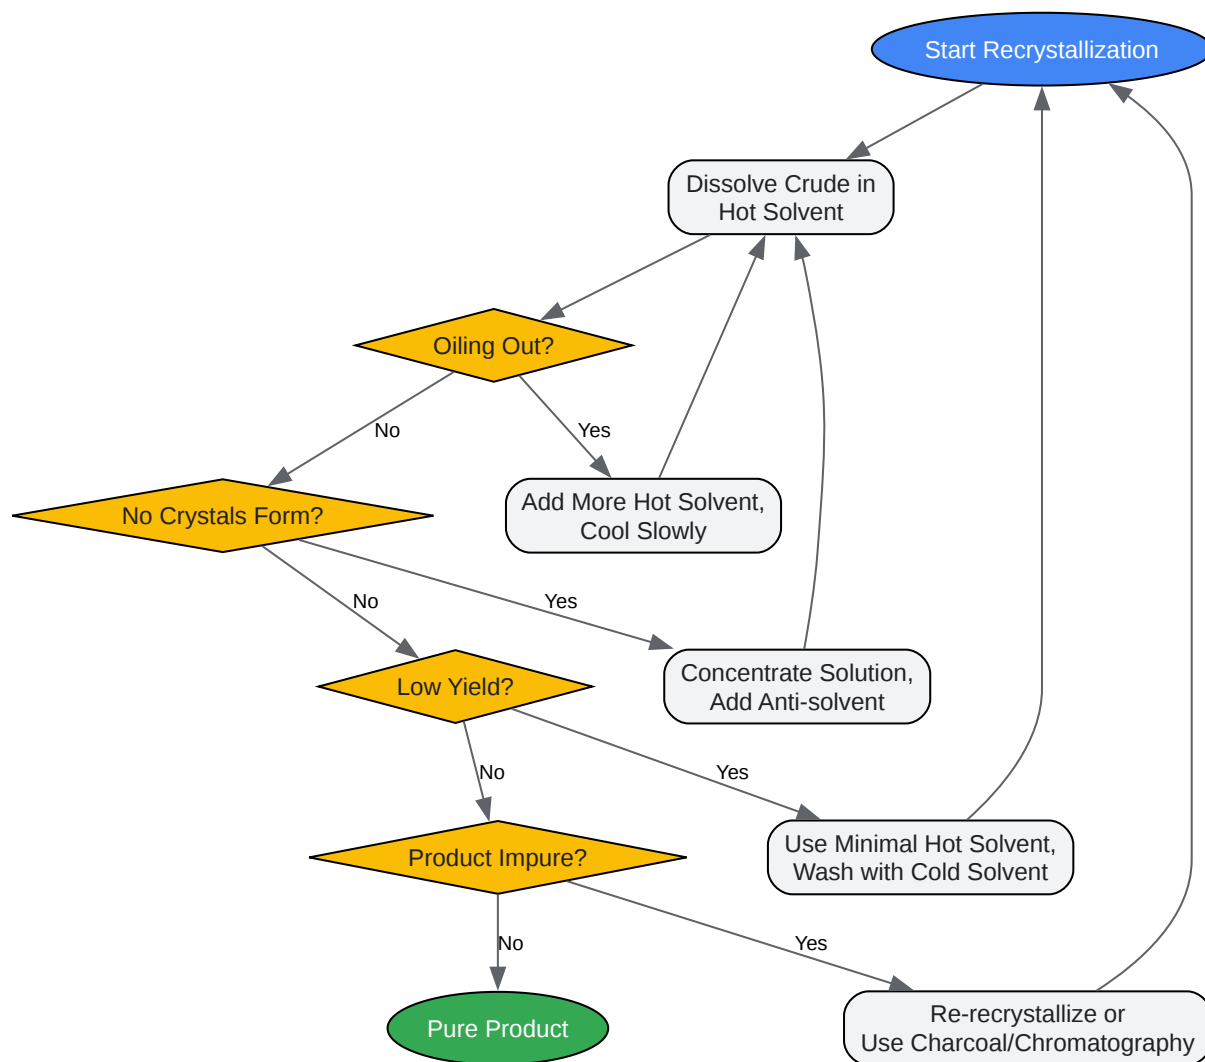 Start Recrystallization
Dissolve Crude in
Hot Solvent
Oiling Out?
No
Yes
No Crystals Form?
Add More Hot Solvent,
Cool Slowly
No
Yes
Low Yield?
Concentrate Solution,
Add Anti-solvent
No
Yes
Product Impure?
Use Minimal Hot Solvent,
Wash with Cold Solvent
No
Yes
Pure Product
Re-recrystallize or
Use Charcoal/Chromatography